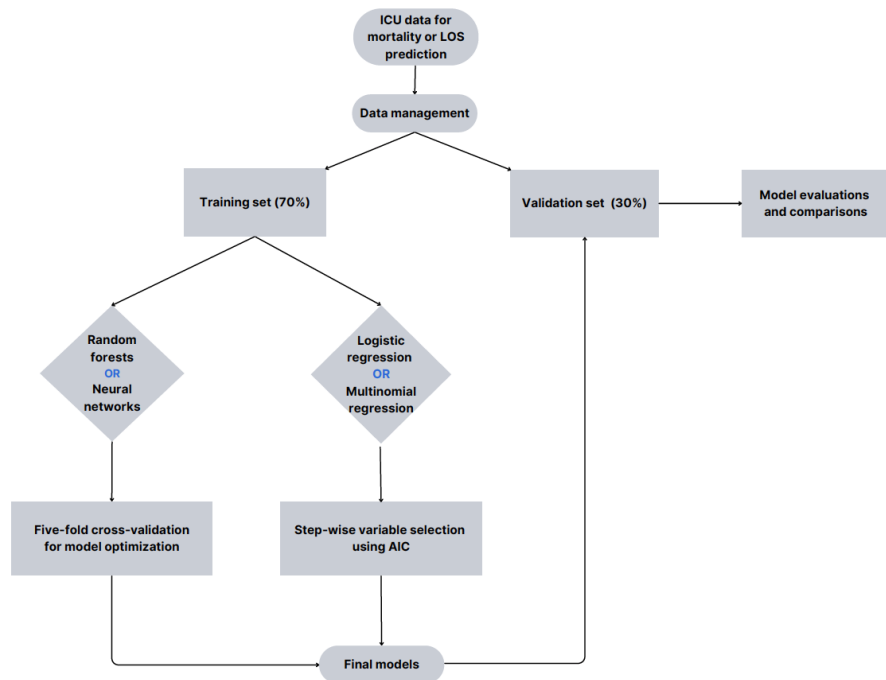 ICU data for
mortality or LOS
prediction
Data management
Training set (70%)
Validation set (30%)
Model evaluations
and comparisons
Random
forests
OR
Neural
networks
Logistic
regression
OR
Multinomial
regression
Five-fold cross-validation
for model optimization
Step-wise variable selection
using AIC
Final models